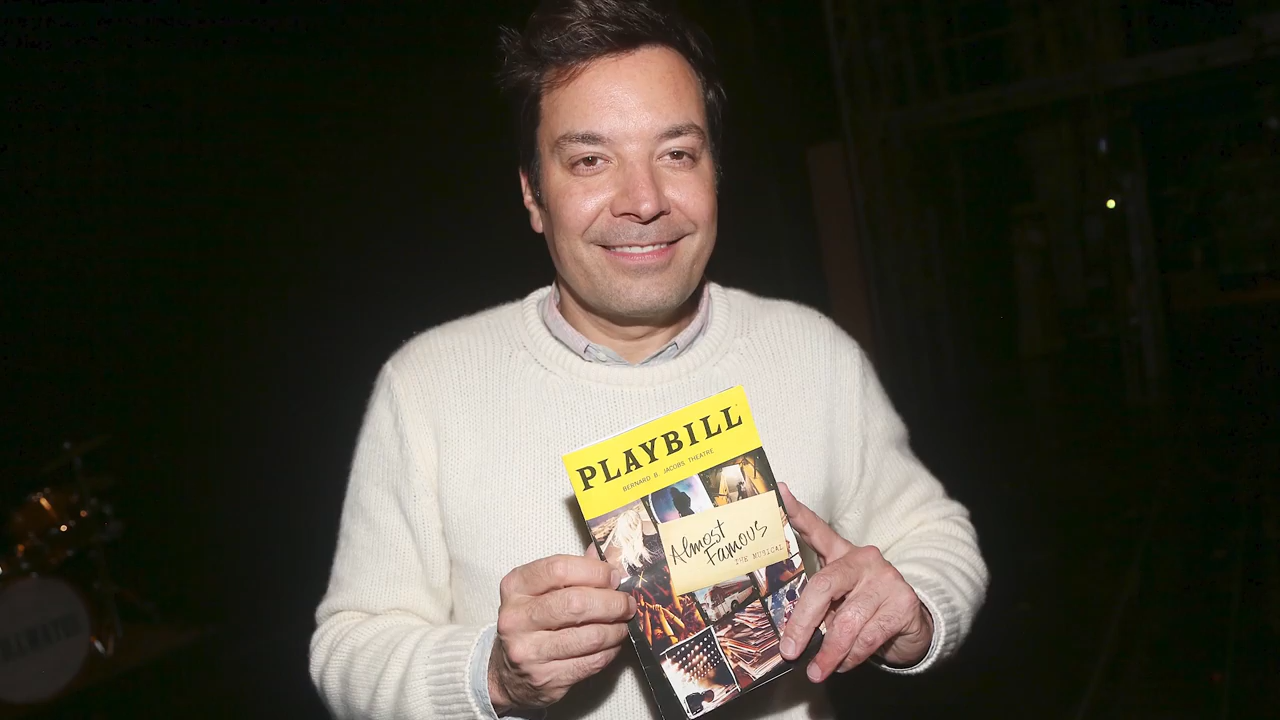 PLAYBILL
BERNARD B. JACOBS THEATRE
Almost
Famous
THE MUSICAL